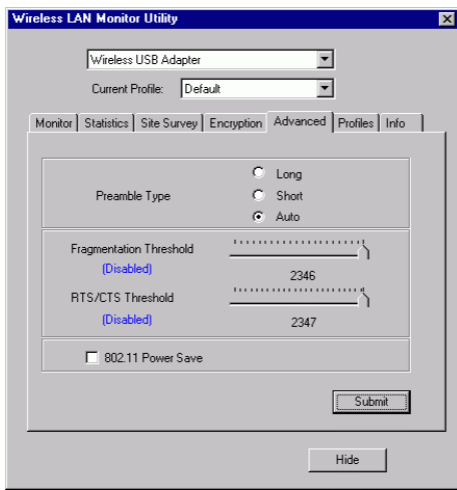 Wireless LAN Monitor Utility
Wireless USB Adapter
Current Profile: Default
Monitor Statistics Site Survey Encryption Advanced Profiles Info
Preamble Type
Long
Short
Auto
Fragmentation Threshold
(Disabled)
2346
RTS/CTS Threshold
(Disabled)
2347
802.11 Power Save
Submit
Hide